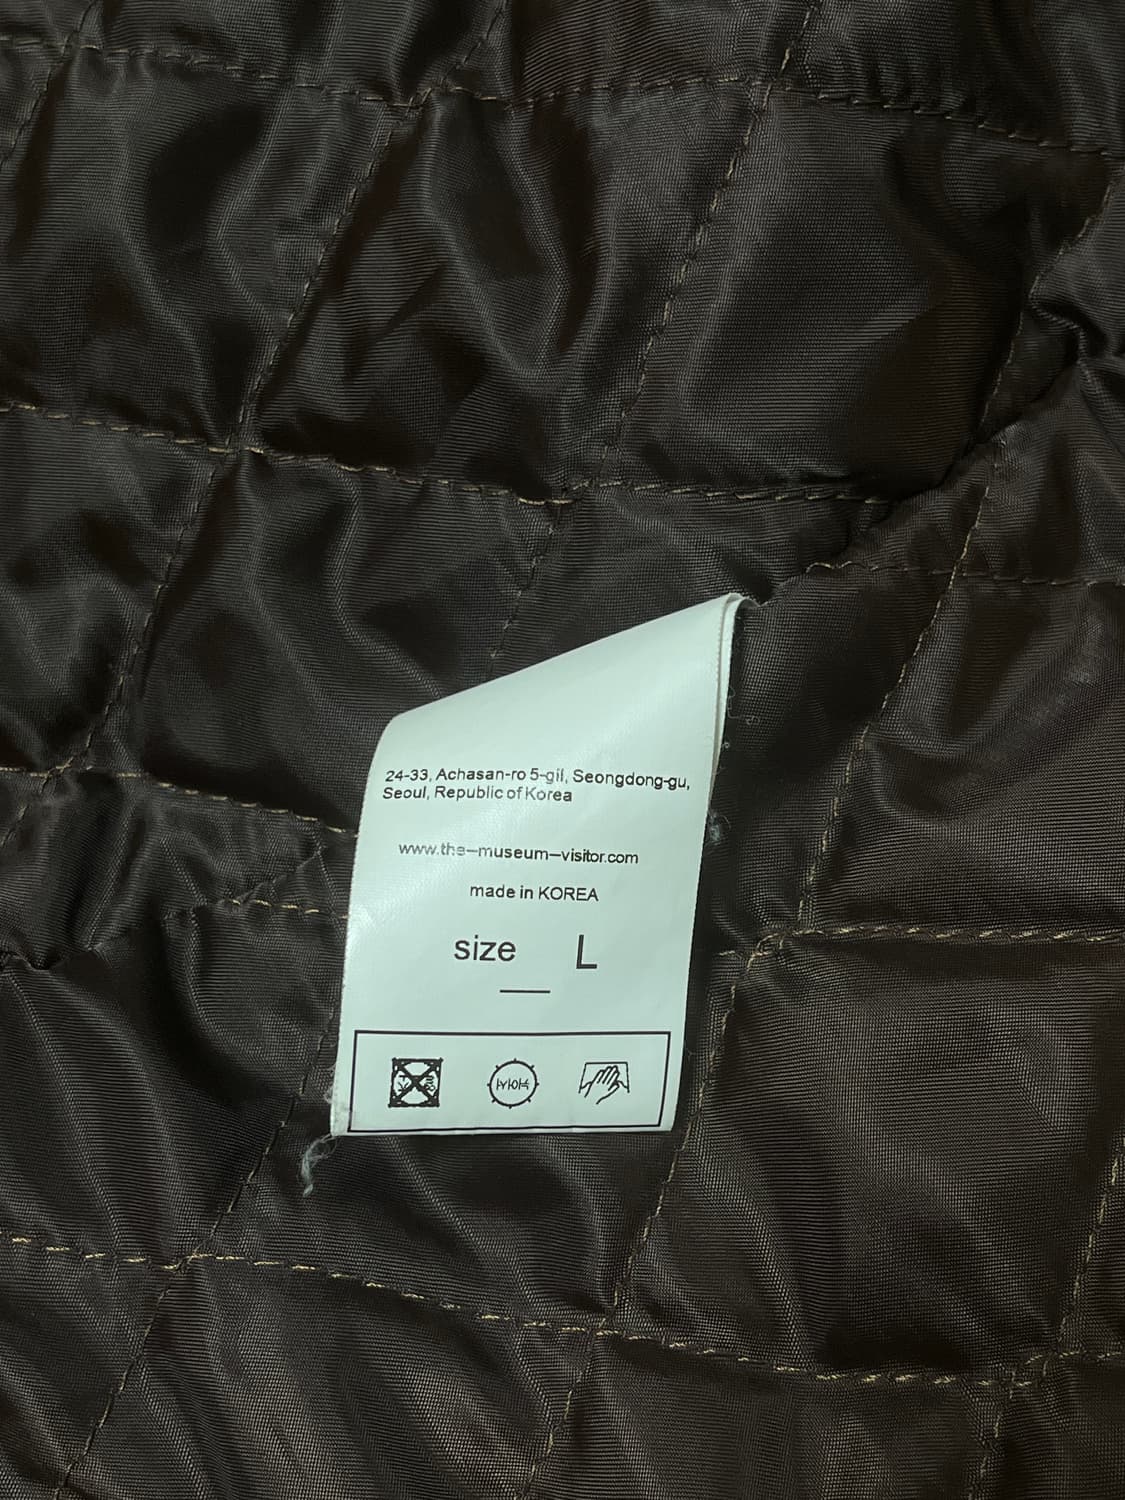 24-33, Achasan-ro 5-gil, Seongdong-gu,
Seoul, Republic of Korea
www.the-museum-visitor.com
made in KOREA
size L